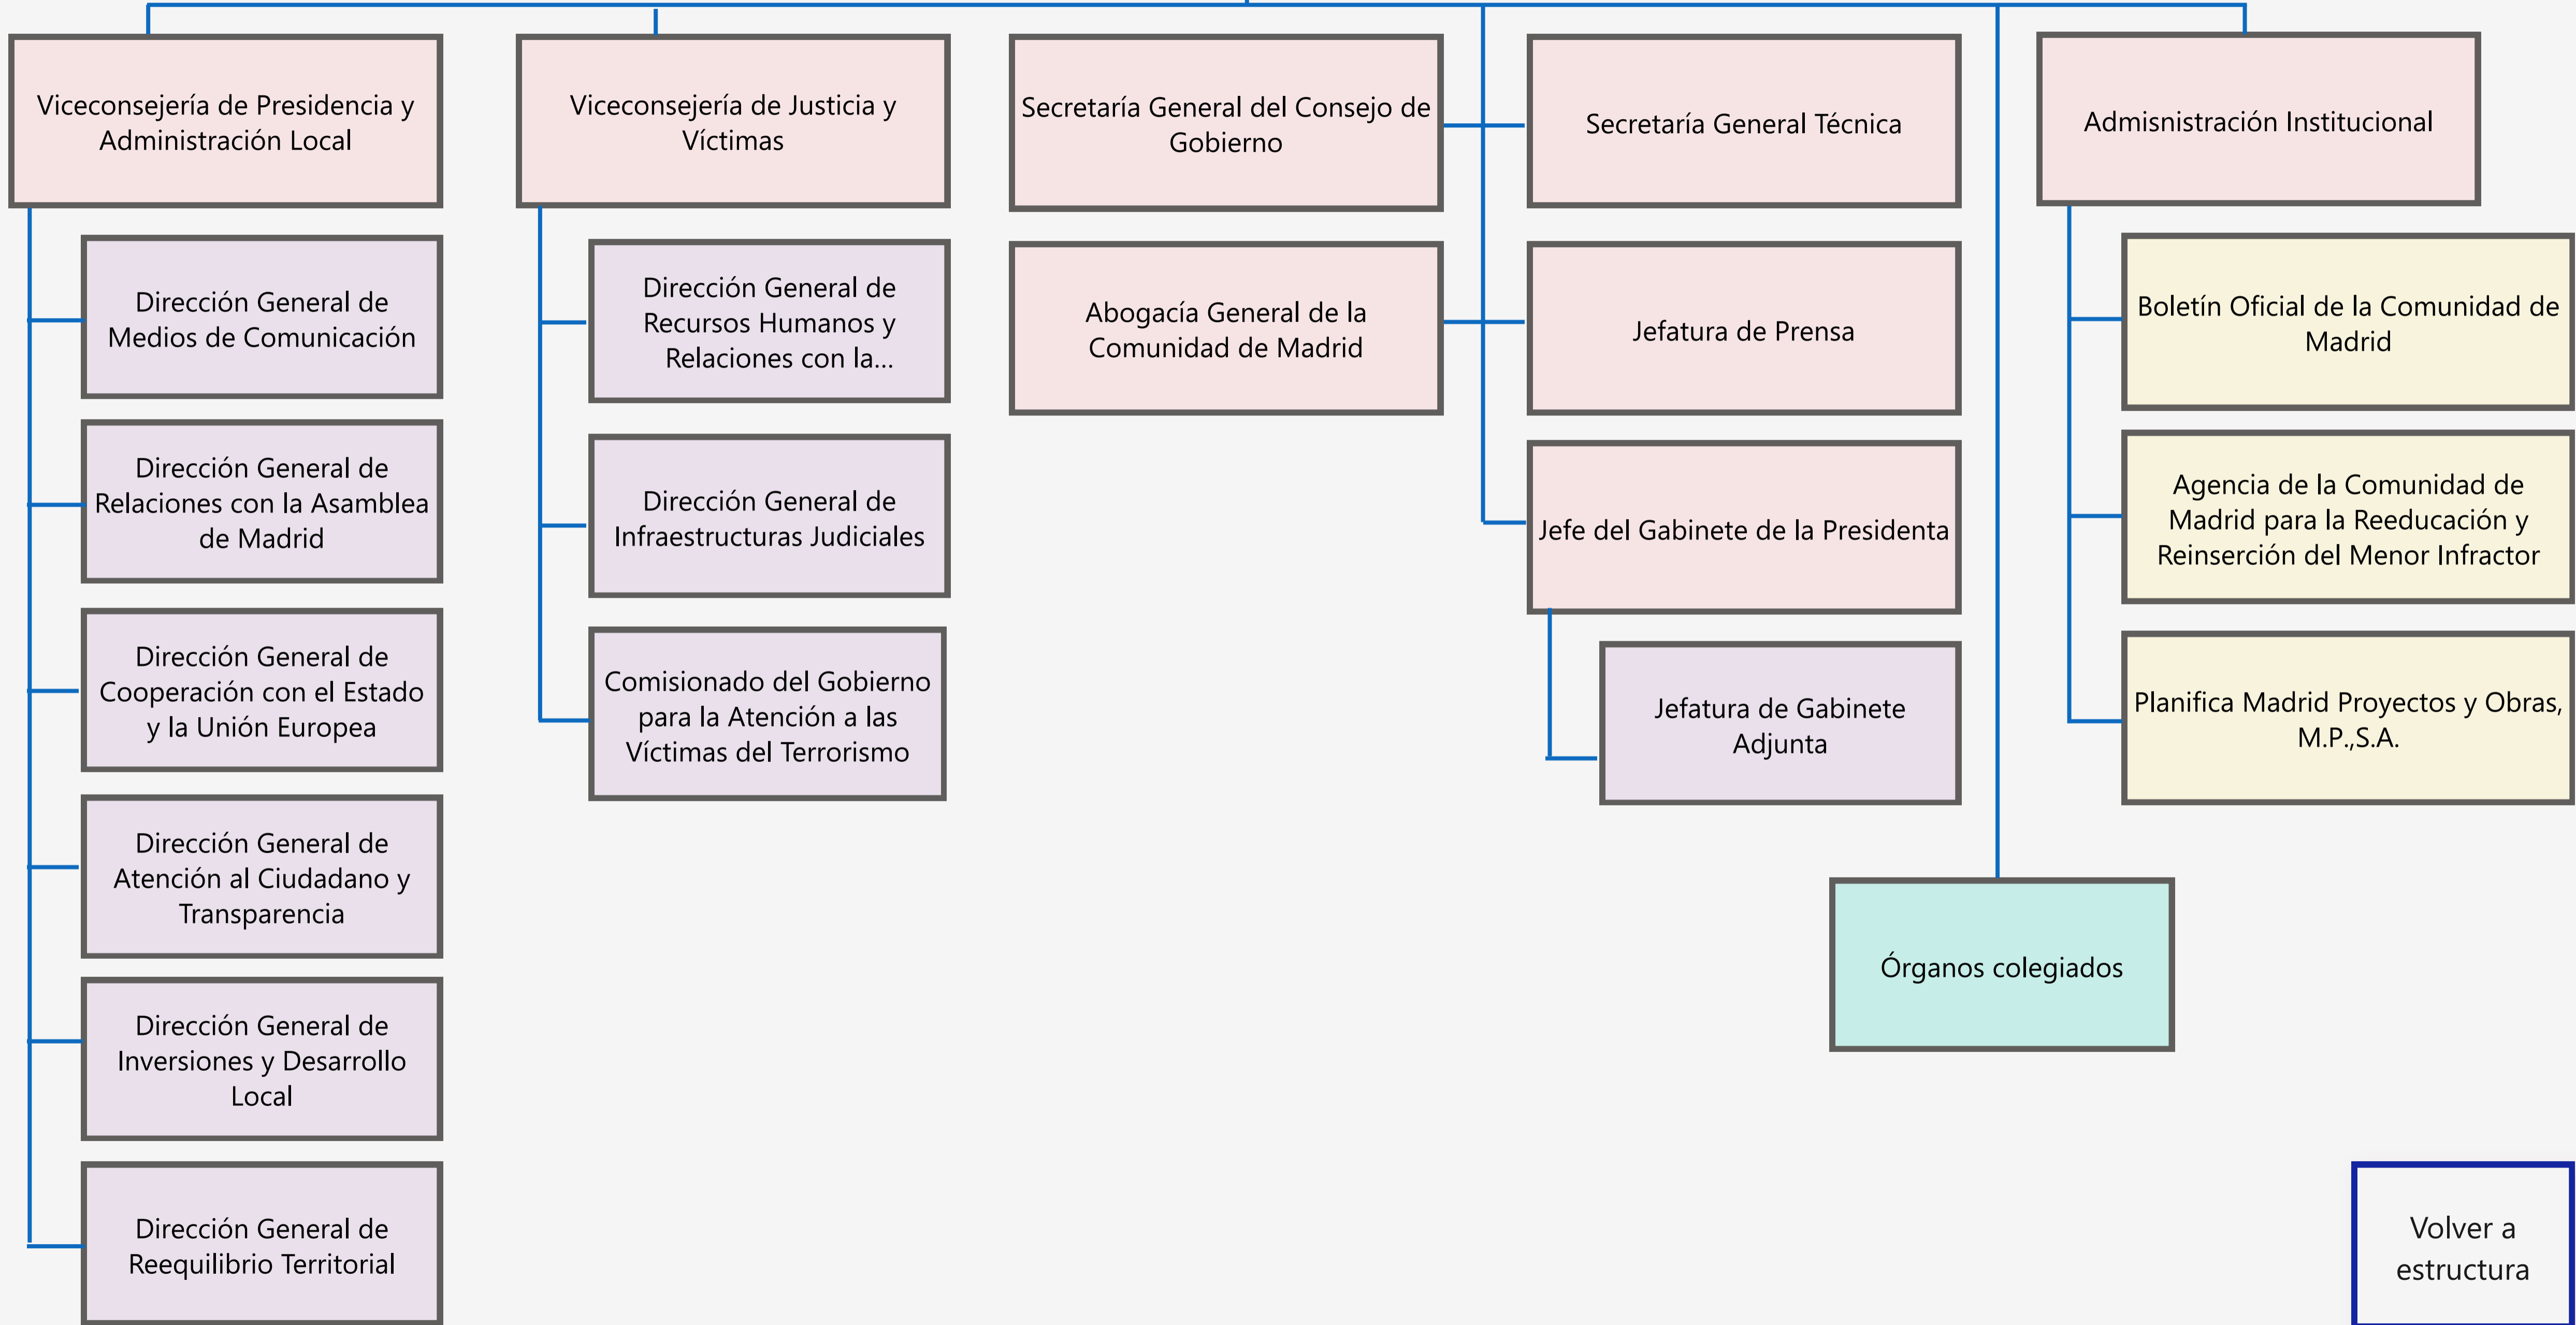 Viceconsejería de Presidencia y
Administración Local
Viceconsejería de Justicia y
Víctimas
Secretaría General del Consejo de
Gobierno
Secretaría General Técnica
Admisnistración Institucional
Dirección General de
Medios de Comunicación
Dirección General de
Relaciones con la Asamblea
de Madrid
Dirección General de
Cooperación con el Estado
y la Unión Europea
Dirección General de
Atención al Ciudadano y
Transparencia
Dirección General de
Inversiones y Desarrollo
Local
Dirección General de
Reequilibrio Territorial
Dirección General de
Recursos Humanos y
Relaciones con la...
Dirección General de
Infraestructuras Judiciales
Comisionado del Gobierno
para la Atención a las
Víctimas del Terrorismo
Abogacía General de la
Comunidad de Madrid
Jefatura de Prensa
Jefe del Gabinete de la Presidenta
Jefatura de Gabinete
Adjunta
Boletín Oficial de la Comunidad de
Madrid
Agencia de la Comunidad de
Madrid para la Reeducación y
Reinserción del Menor Infractor
Planifica Madrid Proyectos y Obras,
M.P.,S.A.
Órganos colegiados
Volver a
estructura